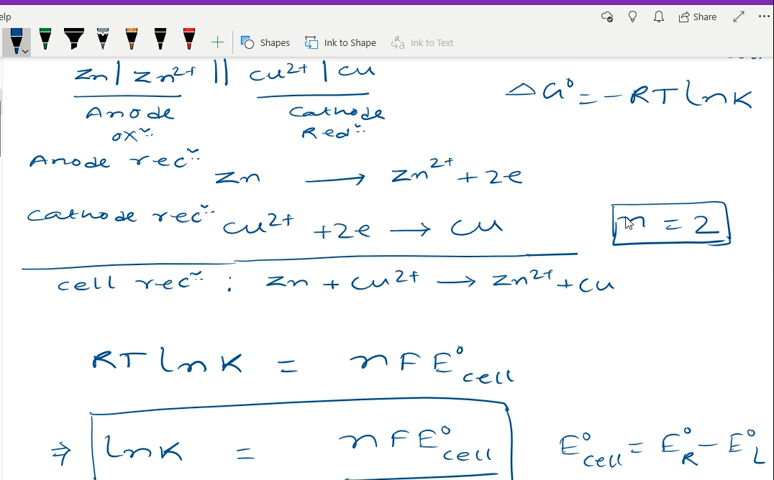 elp
Share
Shapes
Ink to Shape
Ink to Text
Zn | Zn²⁺ || Cu²⁺ | Cu
Anode
Cathode
oxⁿ.
Redⁿ.
ΔG° = -RT ln K
Anode recⁿ. Zn → Zn²⁺ + 2e
Cathode recⁿ. Cu²⁺ + 2e → Cu
n = 2
Cell recⁿ. : Zn + Cu²⁺ → Zn²⁺ + Cu
RT ln K = n F E°cell
⇒ ln K = n F E°cell
E°cell = E°R - E°L